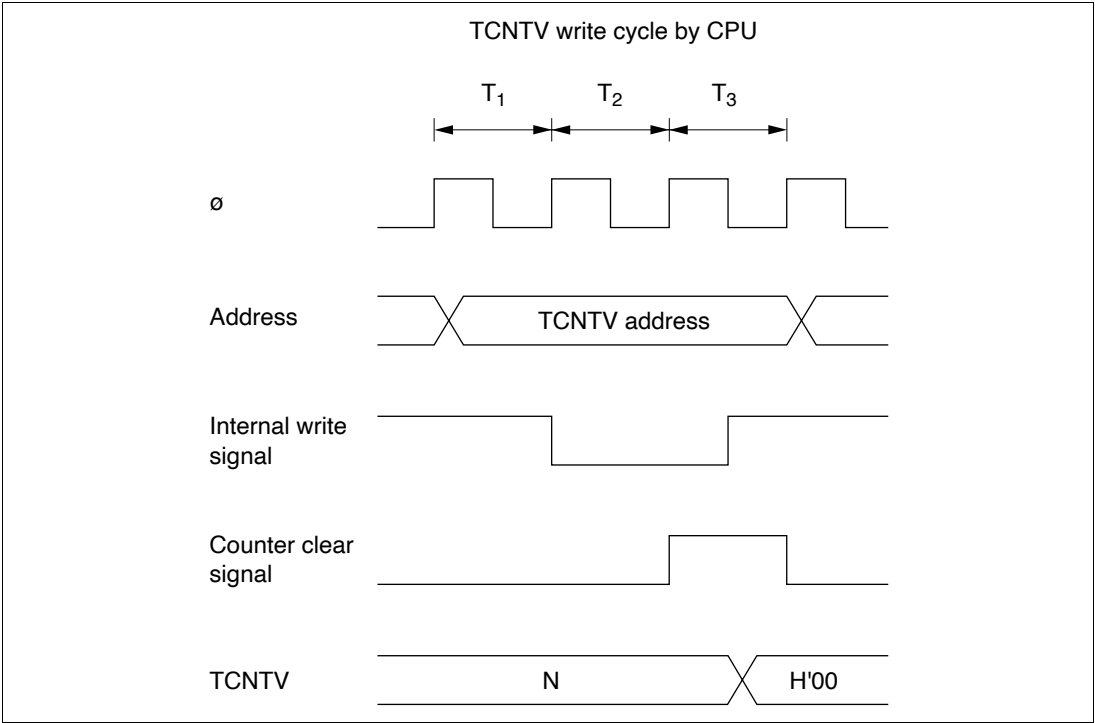 TCNTV write cycle by CPU
T1 T2 T3
ø
Address
TCNTV address
Internal write
signal
Counter clear
signal
TCNTV
N
H'00